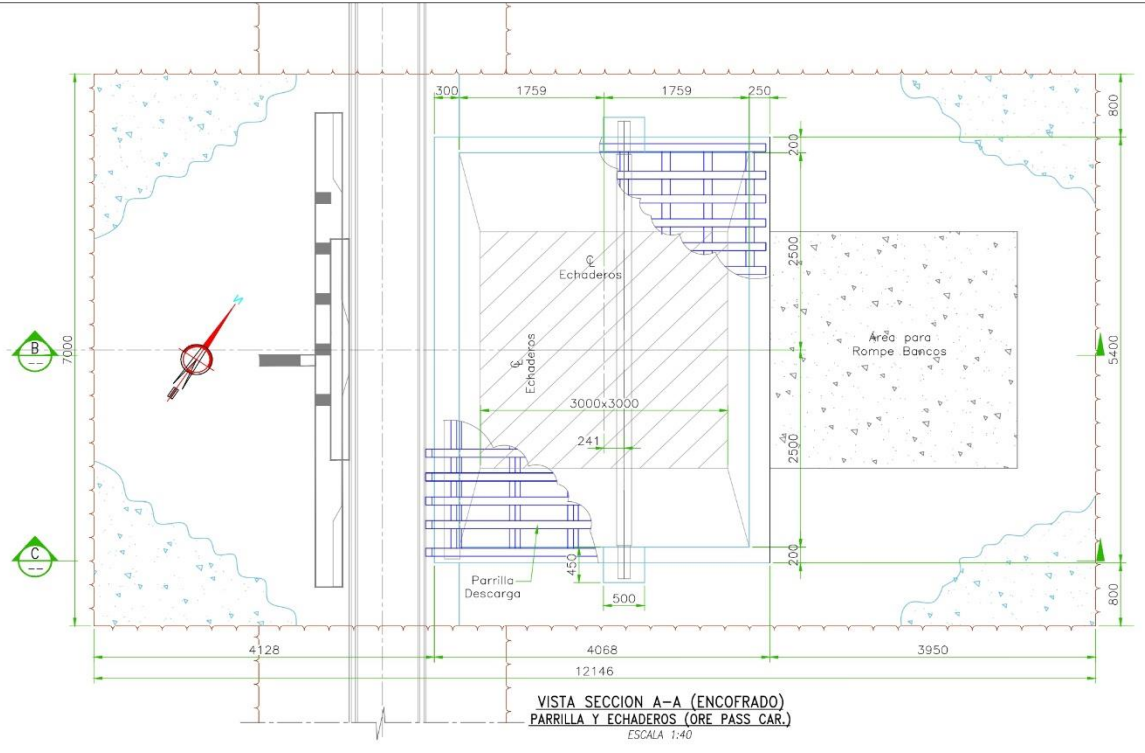 300
1759
1759
250
800
200
N
2500
℄
Echaderos
℄
Echaderos
Area para
Rompe Bancos
B
--
7000
5400
3000x3000
241
2500
C
--
200
450
Parrilla
Descarga
500
800
4128
4068
3950
12146
VISTA SECCION A-A (ENCOFRADO)
PARRILLA Y ECHADEROS (ORE PASS CAR.)
ESCALA 1:40